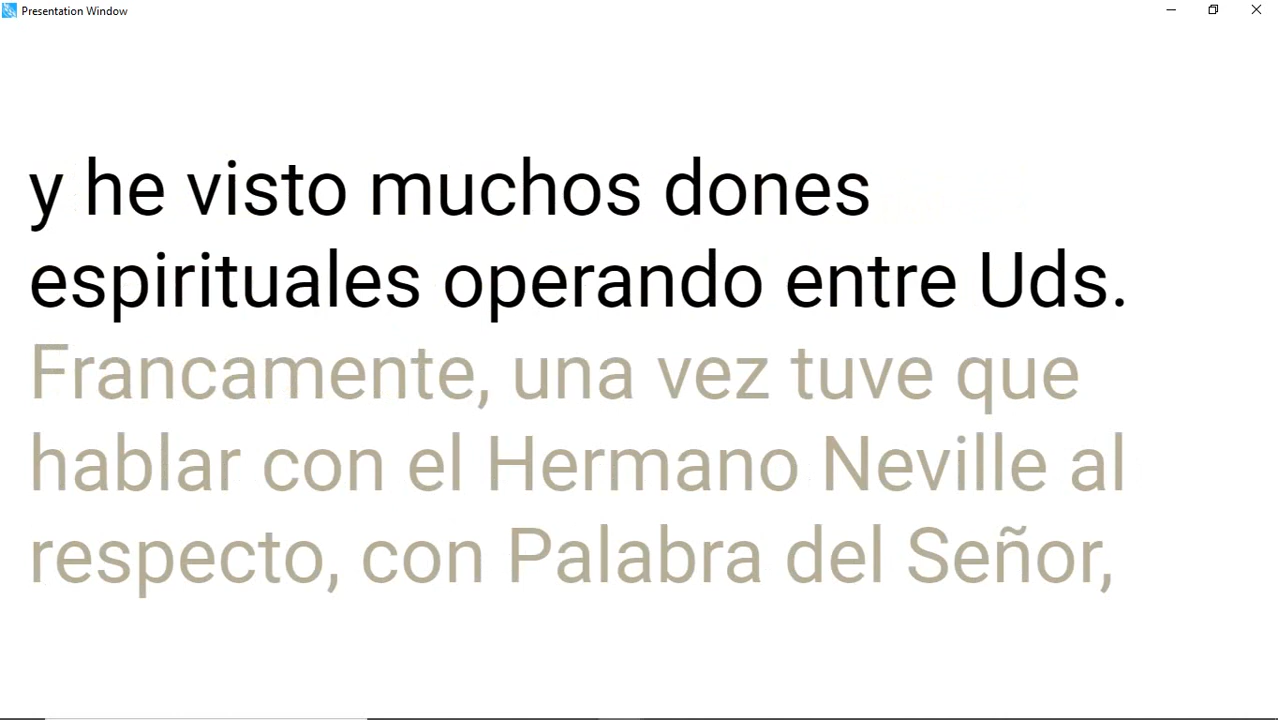 Presentation Window
y he visto muchos dones
espirituales operando entre Uds.
Francamente, una vez tuve que
hablar con el Hermano Neville al
respecto, con Palabra del Señor,